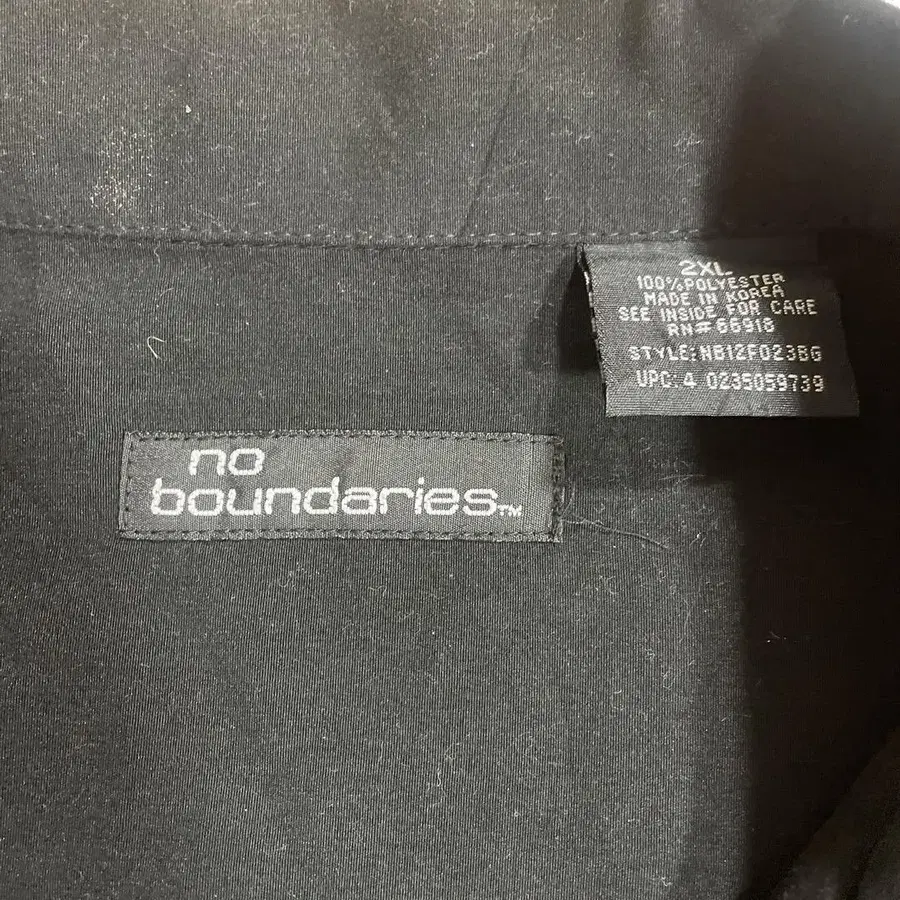 2XL
100% POLYESTER
MADE IN KOREA
SEE INSIDE FOR CARE
RN#66918
STYLE: NB12F023BG
UPC: 4 0235059739
no
boundaries™